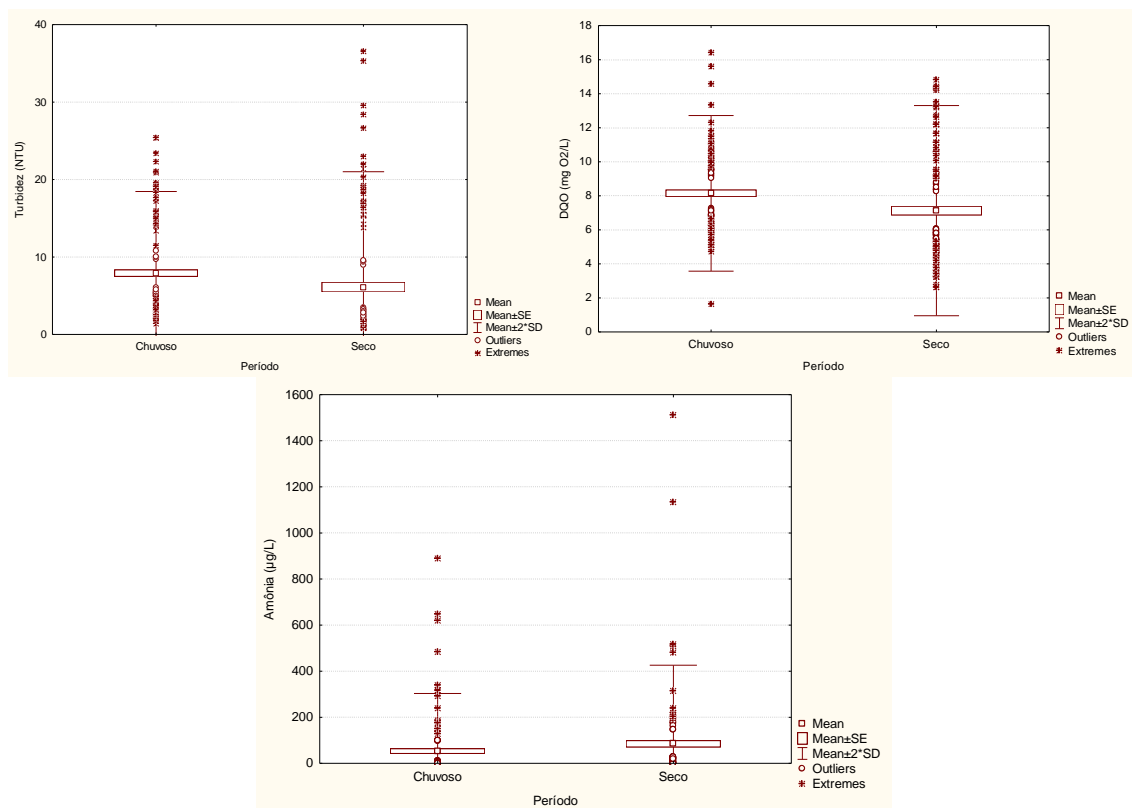 Turbidez (NTU)
40
30
20
10
0
Chuvoso
Seco
Período
Mean
Mean±SE
Mean±2*SD
Outliers
Extremes
DQO (mg O2/L)
18
16
14
12
10
8
6
4
2
0
Chuvoso
Seco
Período
Mean
Mean±SE
Mean±2*SD
Outliers
Extremes
Amônia (µg/L)
1600
1400
1200
1000
800
600
400
200
0
Chuvoso
Seco
Período
Mean
Mean±SE
Mean±2*SD
Outliers
Extremes